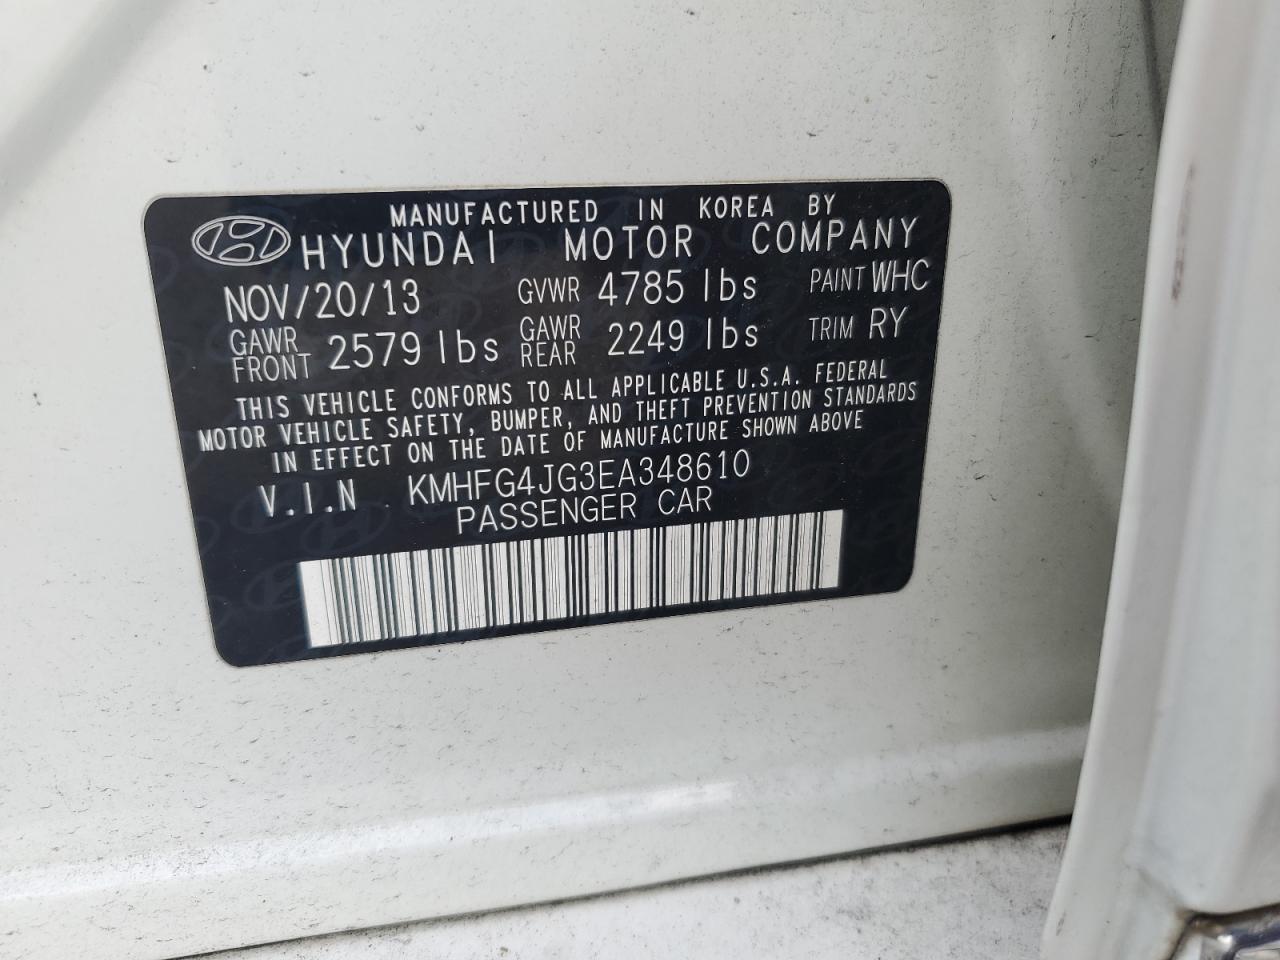 MANUFACTURED IN KOREA BY
HYUNDAI MOTOR COMPANY
NOV/20/13 GVWR 4785 lbs PAINT WHC
GAWR FRONT 2579 lbs GAWR REAR 2249 lbs TRIM RY
THIS VEHICLE CONFORMS TO ALL APPLICABLE U.S.A. FEDERAL
MOTOR VEHICLE SAFETY, BUMPER, AND THEFT PREVENTION STANDARDS
IN EFFECT ON THE DATE OF MANUFACTURE SHOWN ABOVE
V.I.N KMHFG4JG3EA348610
PASSENGER CAR